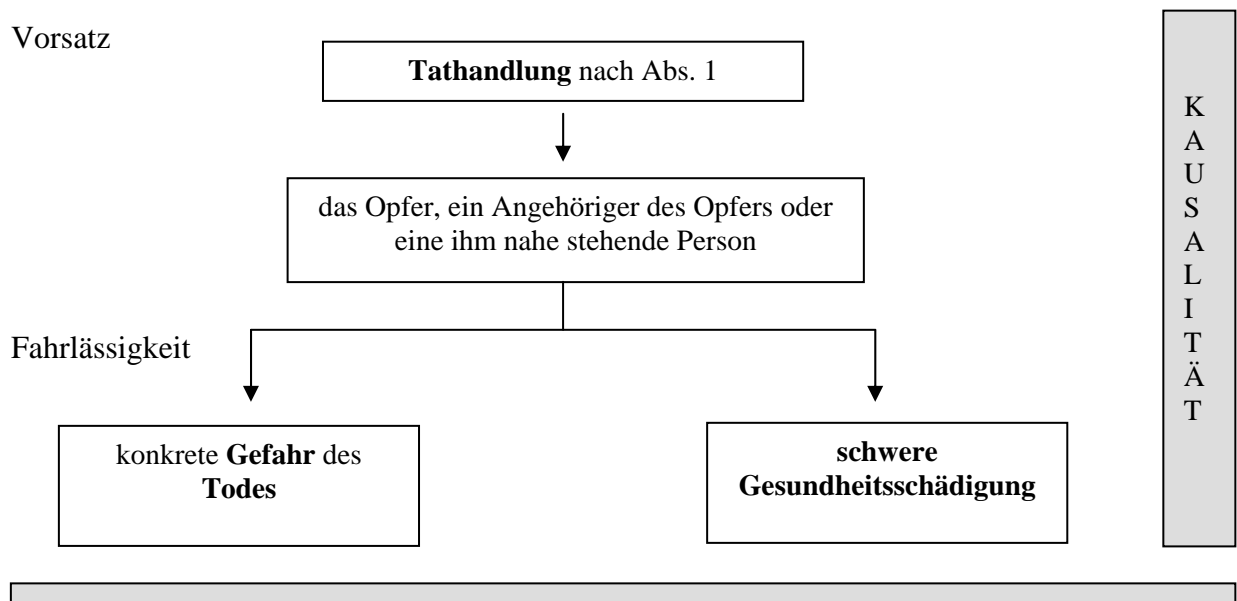 Vorsatz
Tathandlung nach Abs. 1
das Opfer, ein Angehöriger des Opfers oder
eine ihm nahe stehende Person
Fahrlässigkeit
konkrete Gefahr des
Todes
schwere
Gesundheitsschädigung
K
A
U
S
A
L
I
T
Ä
T